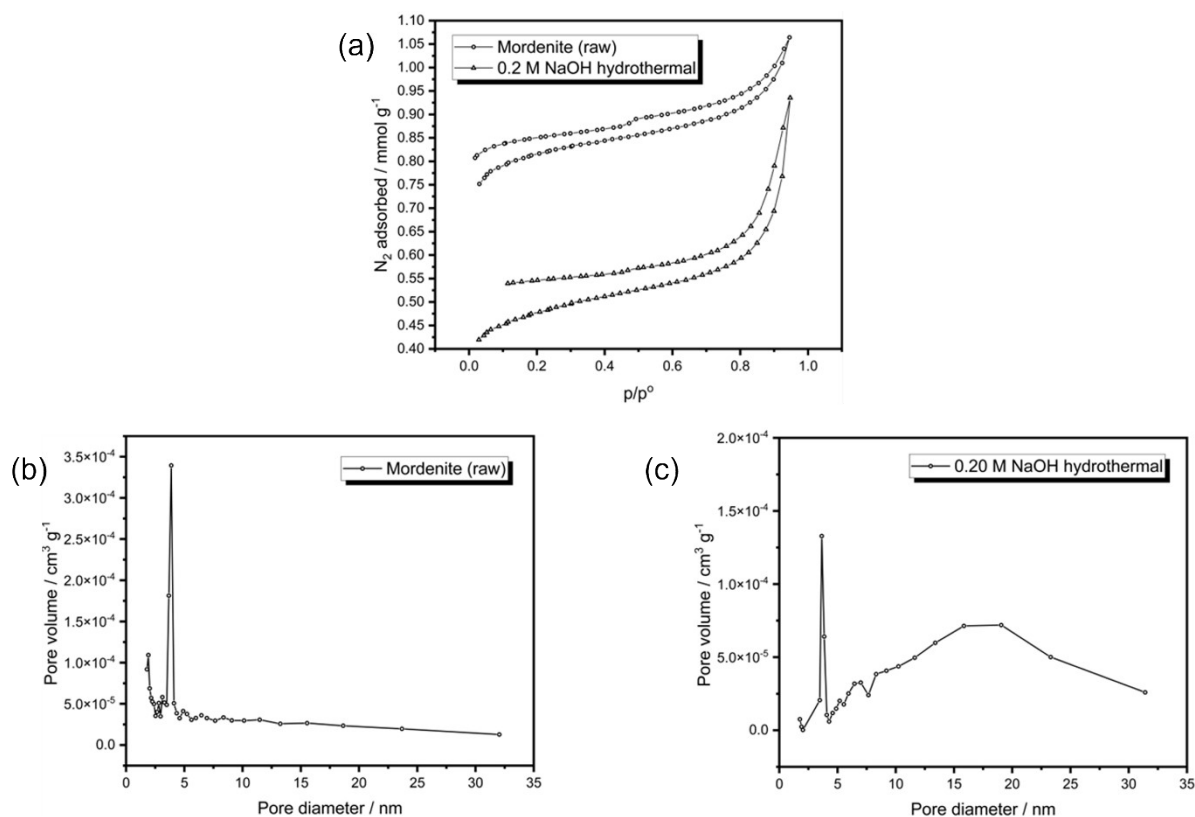 (a)
Mordenite (raw)
0.2 M NaOH hydrothermal
N₂ adsorbed / mmol g⁻¹
1.10
1.05
1.00
0.95
0.90
0.85
0.80
0.75
0.70
0.65
0.60
0.55
0.50
0.45
0.40
0.0 0.2 0.4 0.6 0.8 1.0
p/p⁰
(b)
Mordenite (raw)
Pore volume / cm³ g⁻¹
3.5×10⁻⁴
3.0×10⁻⁴
2.5×10⁻⁴
2.0×10⁻⁴
1.5×10⁻⁴
1.0×10⁻⁴
5.0×10⁻⁵
0.0
0 5 10 15 20 25 30 35
Pore diameter / nm
(c)
0.20 M NaOH hydrothermal
Pore volume / cm³ g⁻¹
2.0×10⁻⁴
1.5×10⁻⁴
1.0×10⁻⁴
5.0×10⁻⁵
0.0
0 5 10 15 20 25 30 35
Pore diameter / nm